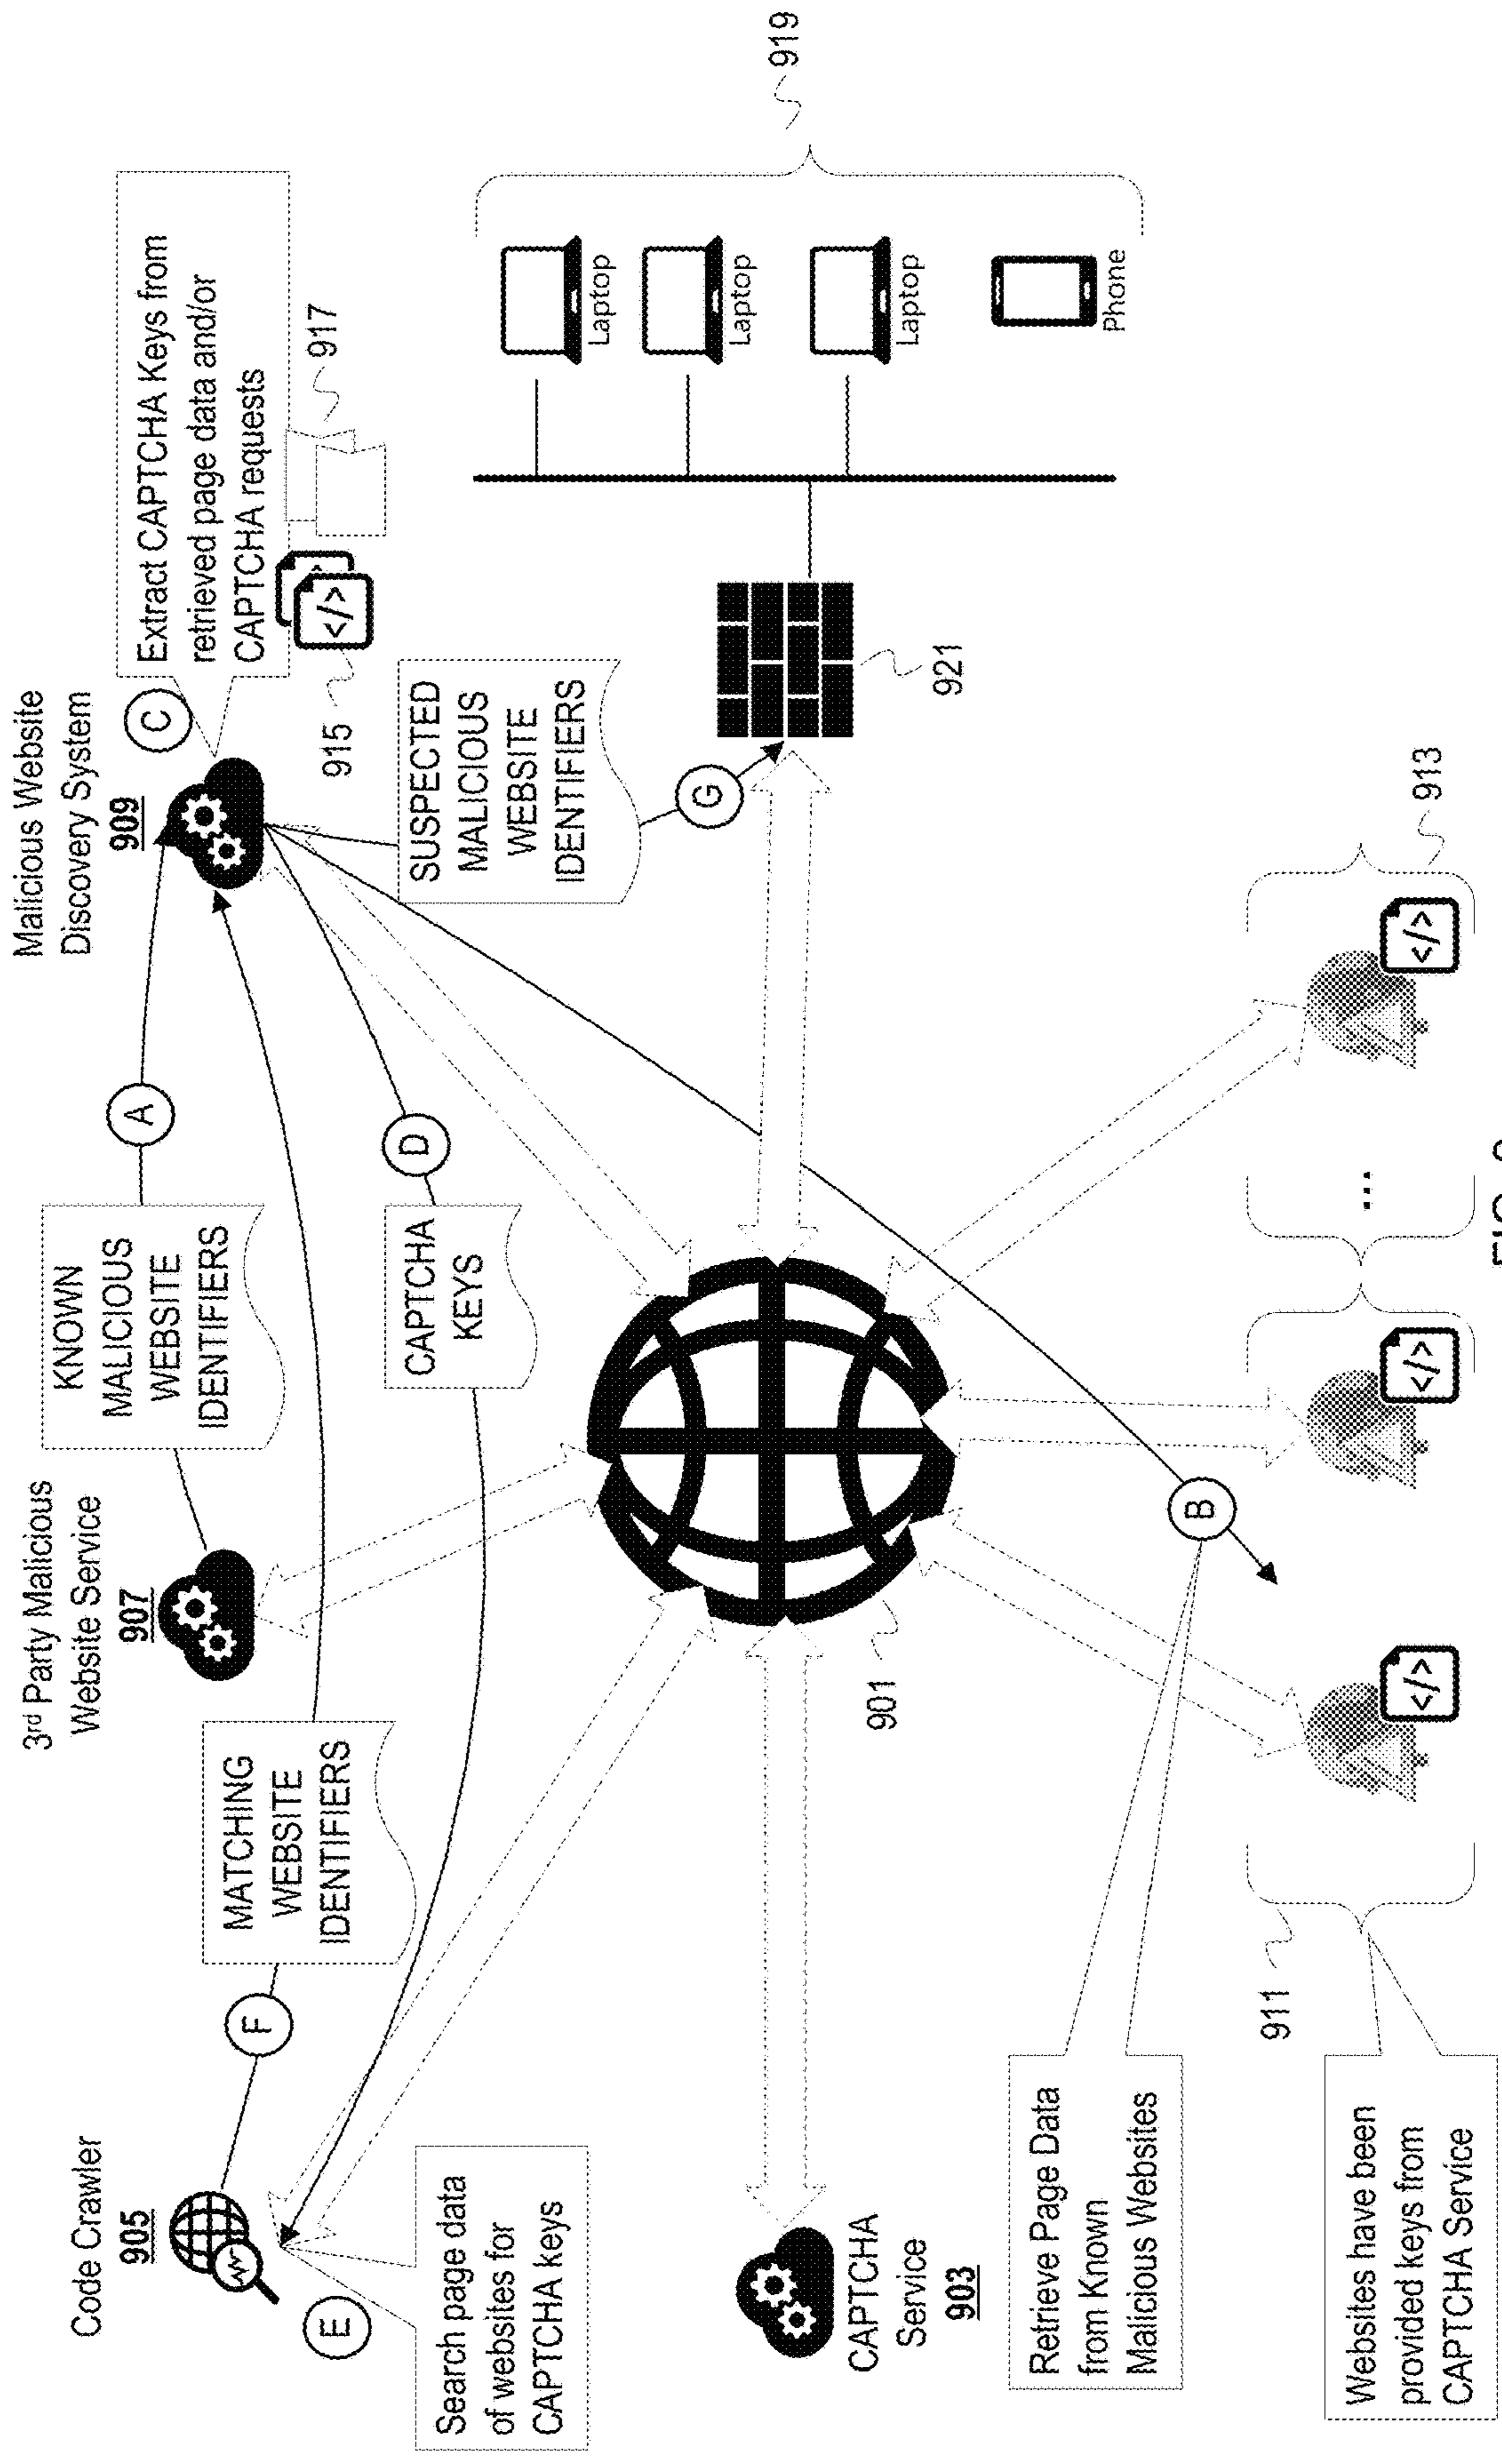 Code Crawler
905
E
Search page data
of websites for
CAPTCHA keys
F
MATCHING
WEBSITE
IDENTIFIERS
3rd Party Malicious
Website Service
907
KNOWN
MALICIOUS
WEBSITE
IDENTIFIERS
A
CAPTCHA
KEYS
D
Malicious Website
Discovery System
909
C
Extract CAPTCHA Keys from
retrieved page data and/or
CAPTCHA requests
915
</>
917
SUSPECTED
MALICIOUS
WEBSITE
IDENTIFIERS
G
CAPTCHA
Service
903
901
921
Laptop
Laptop
Laptop
Phone
919
Retrieve Page Data
from Known
Malicious Websites
B
Websites have been
provided keys from
CAPTCHA Service
911
</>
</>
...
</>
913